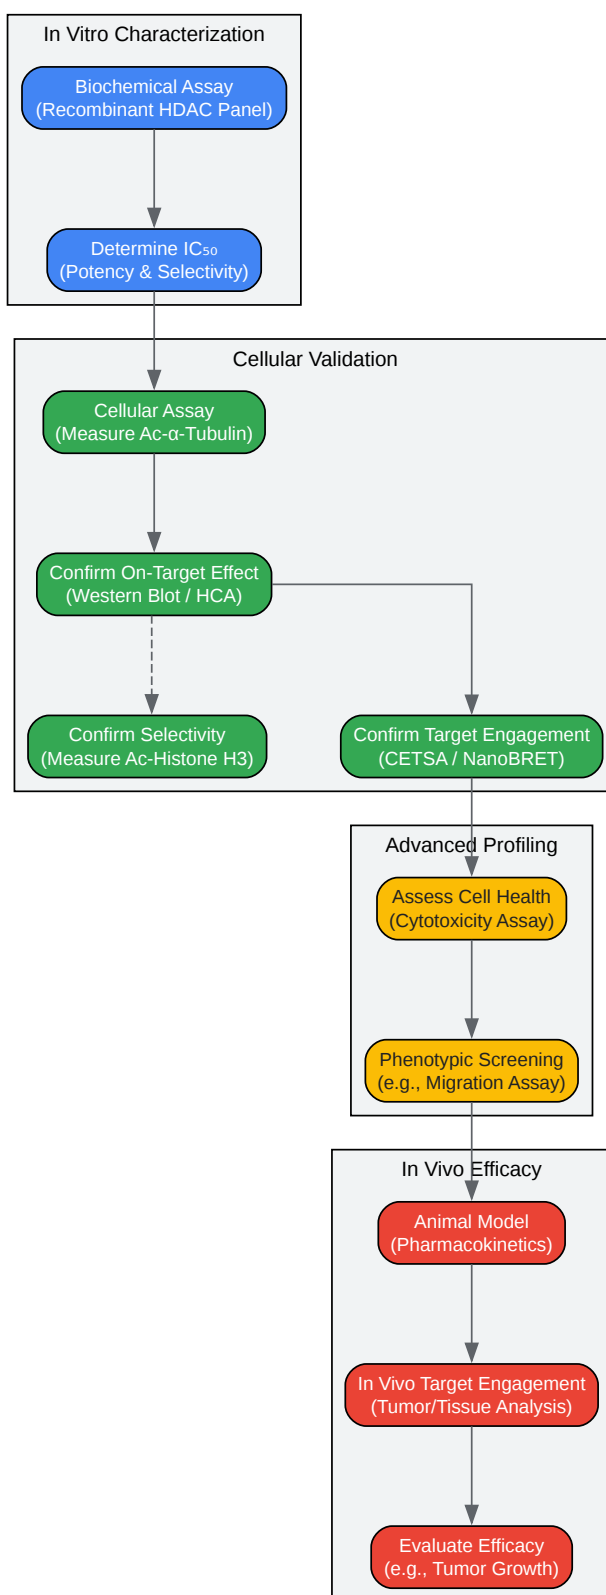 In Vitro Characterization
Biochemical Assay
(Recombinant HDAC Panel)
Determine IC₅₀
(Potency & Selectivity)
Cellular Validation
Cellular Assay
(Measure Ac-α-Tubulin)
Confirm On-Target Effect
(Western Blot / HCA)
Confirm Selectivity
(Measure Ac-Histone H3)
Confirm Target Engagement
(CETSA / NanoBRET)
Advanced Profiling
Assess Cell Health
(Cytotoxicity Assay)
Phenotypic Screening
(e.g., Migration Assay)
In Vivo Efficacy
Animal Model
(Pharmacokinetics)
In Vivo Target Engagement
(Tumor/Tissue Analysis)
Evaluate Efficacy
(e.g., Tumor Growth)